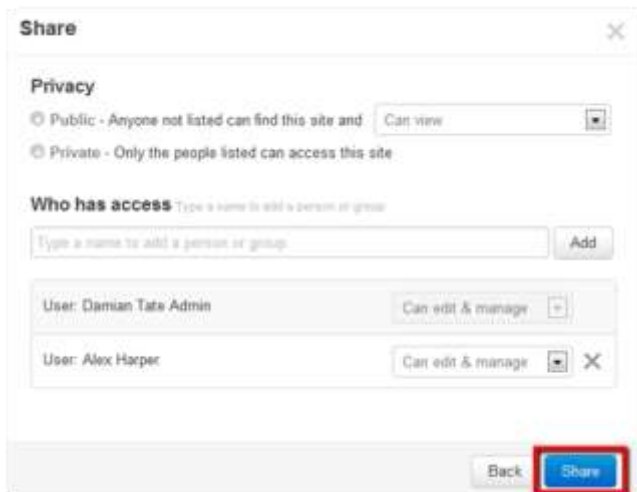 Share
Privacy
Public - Anyone not listed can find this site and Can view
Private - Only the people listed can access this site
Who has access Type a name to add a person or group
Type a name to add a person or group
Add
User: Damian Tate Admin Can edit & manage
User: Alex Harper Can edit & manage
Back Share